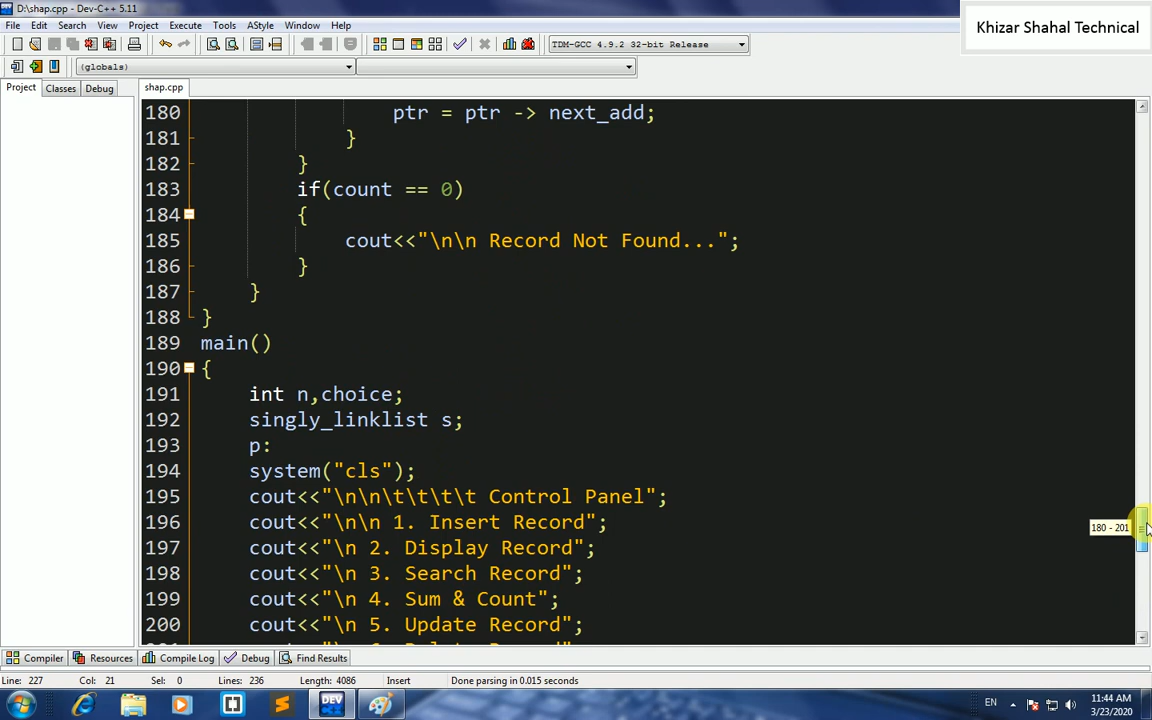 D:\shap.cpp - Dev-C++ 5.11
Khizar Shahal Technical
File Edit Search View Project Execute Tools AStyle Window Help
TDM-GCC 4.9.2 32-bit Release
(globals)
Project Classes Debug shap.cpp
180 ptr = ptr -> next_add;
181 }
182 }
183 if(count == 0)
184 {
185 cout<<"\n\n Record Not Found...";
186 }
187 }
188 }
189 main()
190 {
191 int n,choice;
192 singly_linklist s;
193 p:
194 system("cls");
195 cout<<"\n\n\t\t\t\t Control Panel";
196 cout<<"\n\n 1. Insert Record";
197 cout<<"\n 2. Display Record";
198 cout<<"\n 3. Search Record";
199 cout<<"\n 4. Sum & Count";
200 cout<<"\n 5. Update Record";
180 - 201
Compiler Resources Compile Log Debug Find Results
Line: 227 Col: 21 Sel: 0 Lines: 236 Length: 4086 Insert Done parsing in 0.015 seconds
DEV
EN
11:44 AM
3/23/2020